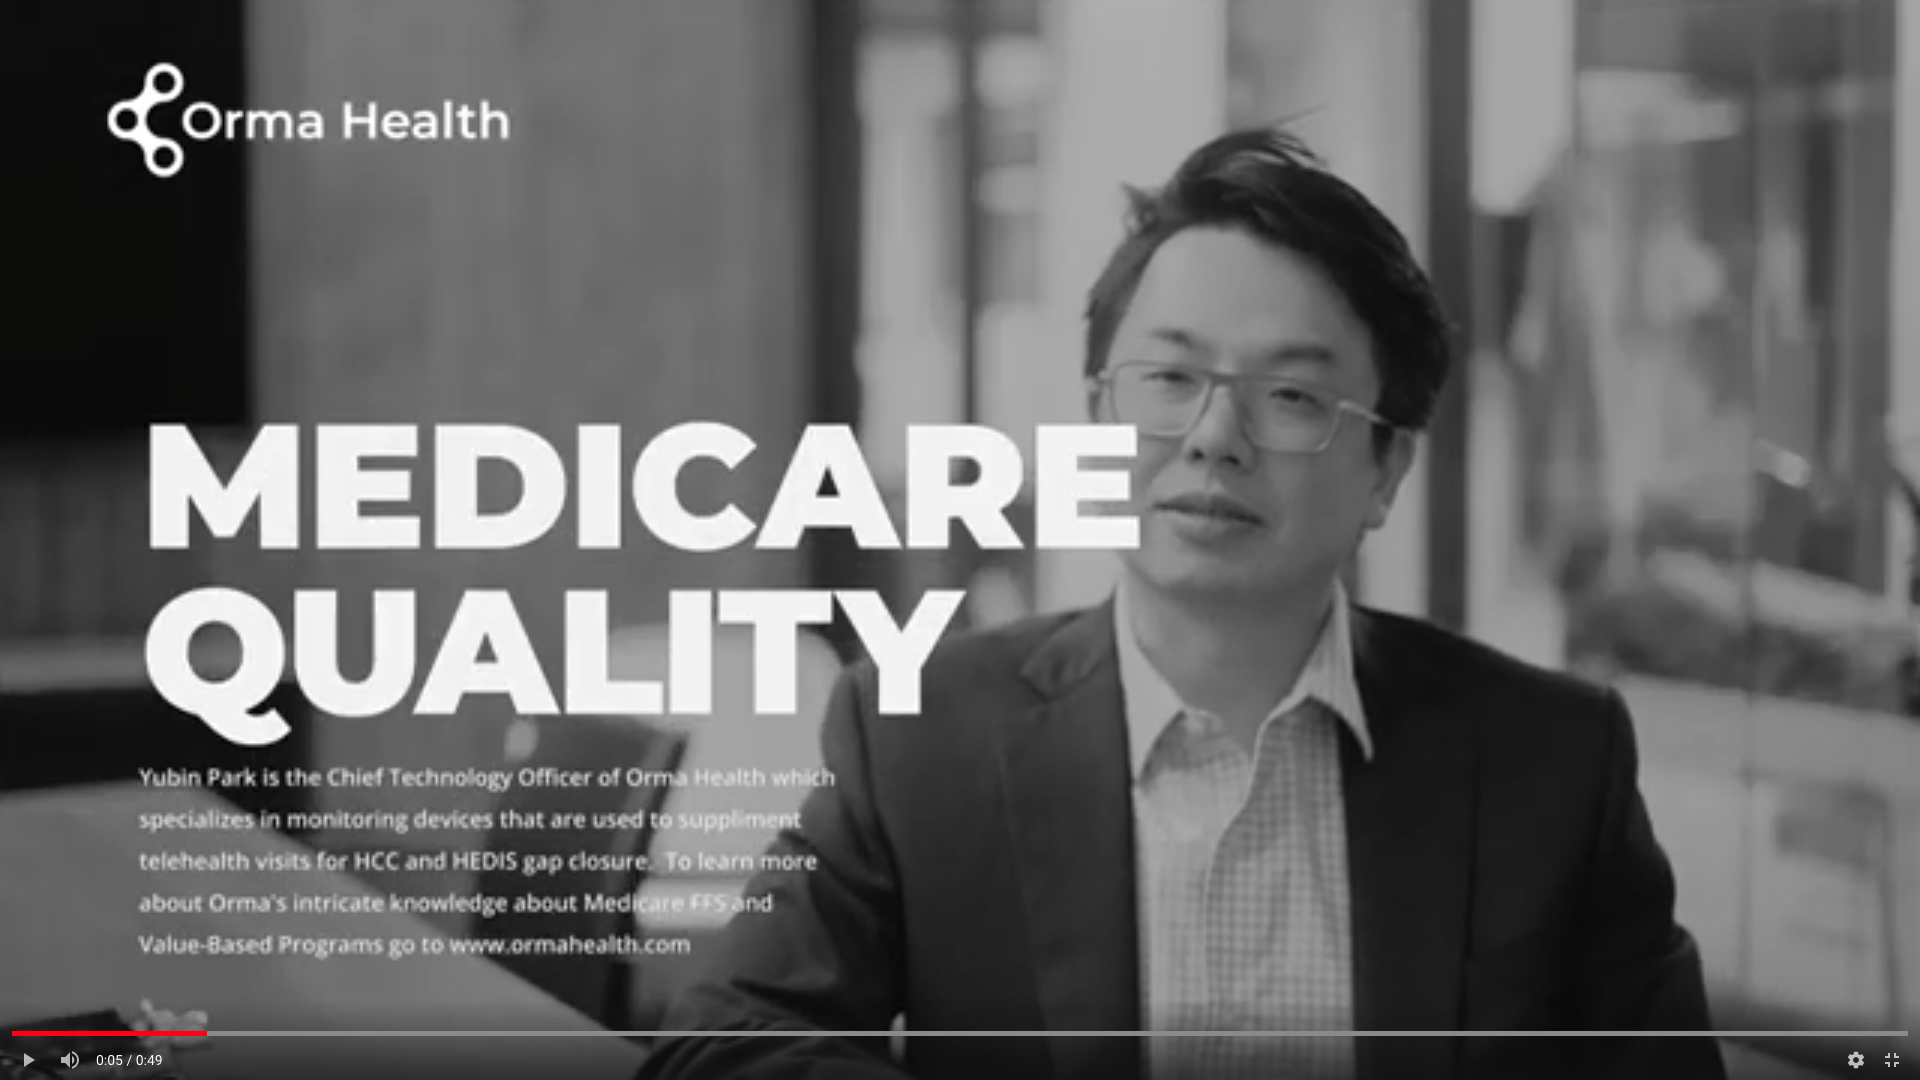 Orma Health
MEDICARE
QUALITY
Yubin Park is the Chief Technology Officer of Orma Health which
specializes in monitoring devices that are used to suppliment
telehealth visits for HCC and HEDIS gap closure. To learn more
about Orma's intricate knowledge about Medicare FFS and
Value-Based Programs go to www.ormahealth.com
0:05 / 0:49